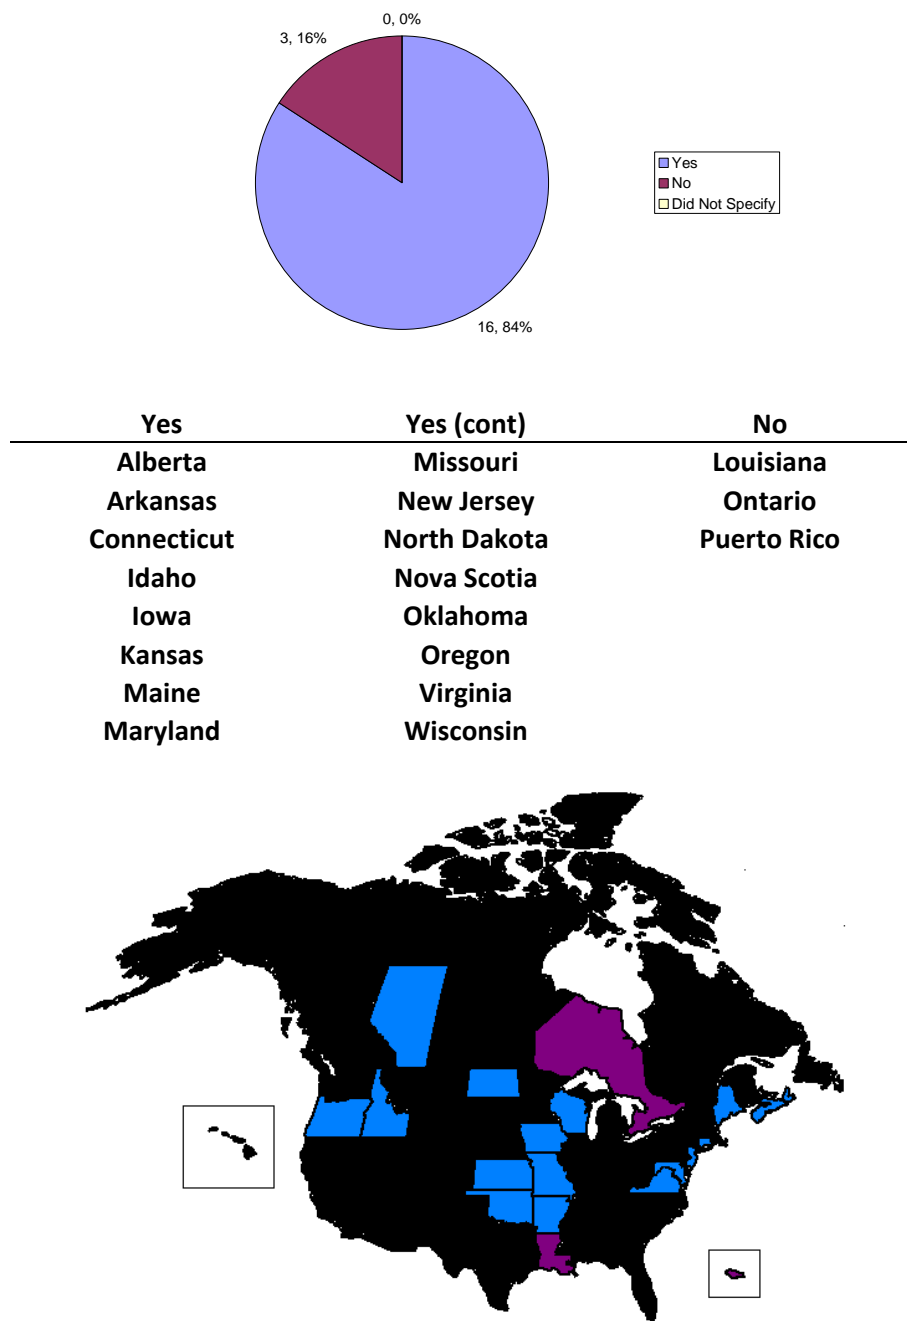 0, 0%
3, 16%
Yes
No
Did Not Specify
16, 84%
Yes Yes (cont) No
Alberta Missouri Louisiana
Arkansas New Jersey Ontario
Connecticut North Dakota Puerto Rico
Idaho Nova Scotia
Iowa Oklahoma
Kansas Oregon
Maine Virginia
Maryland Wisconsin